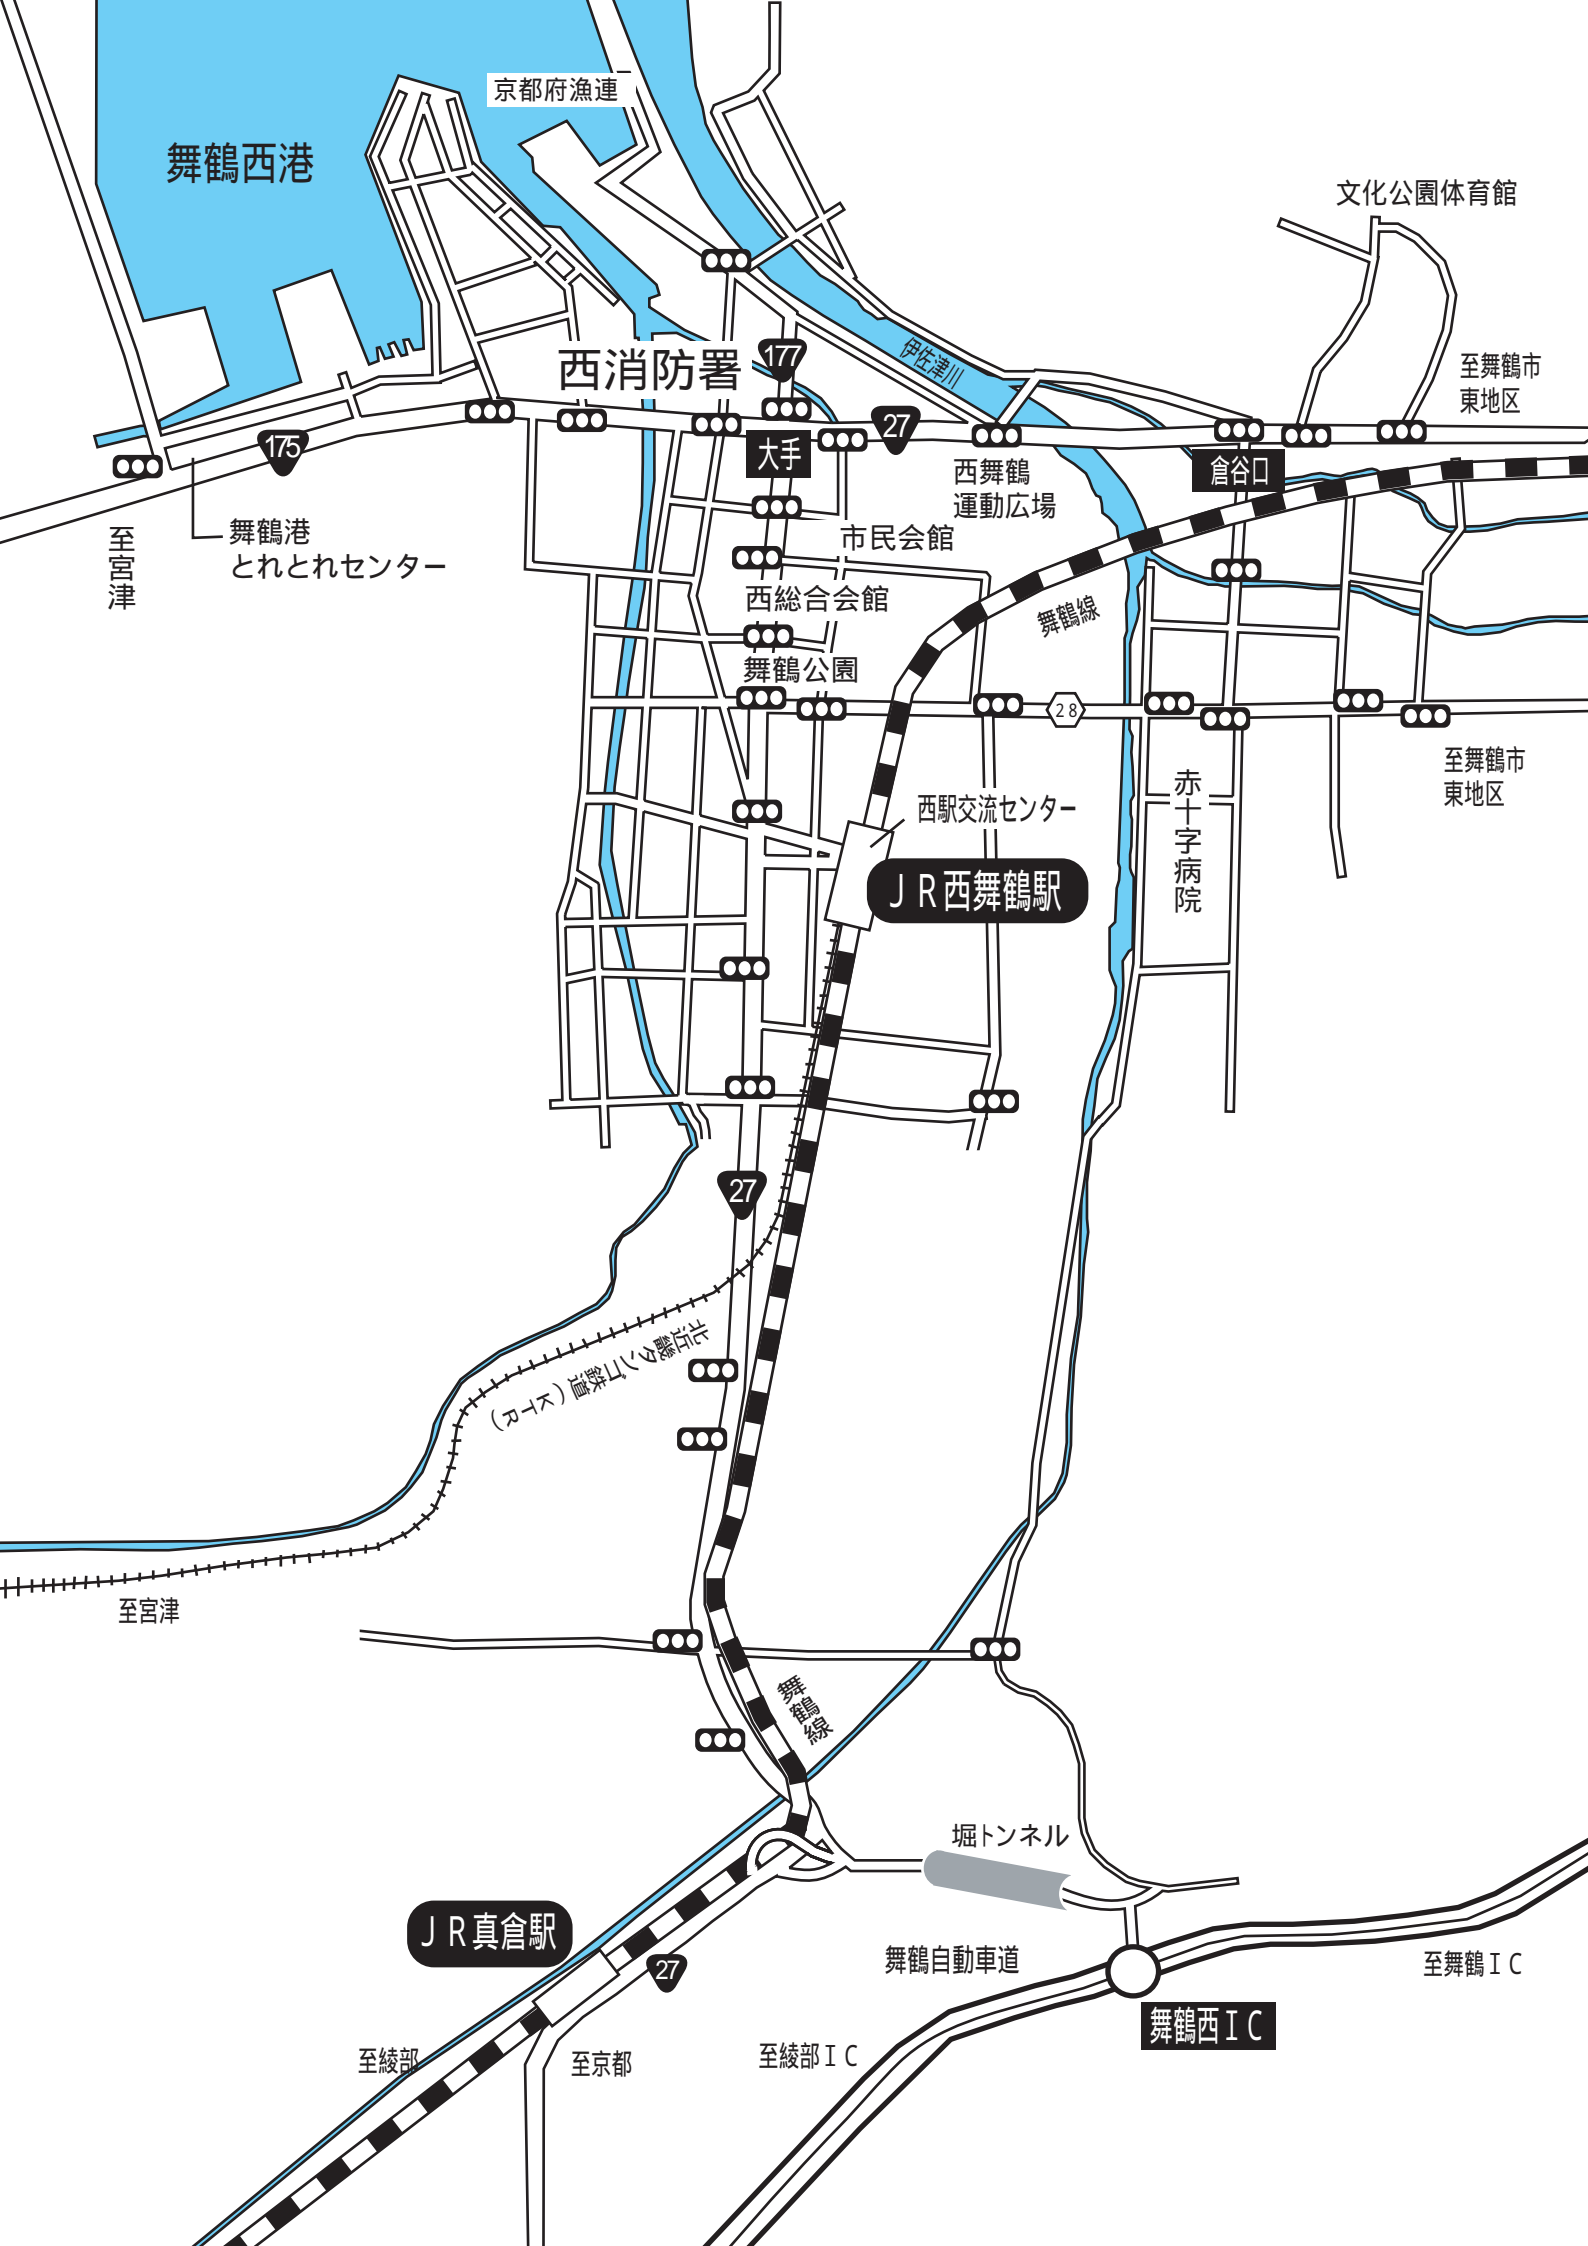 京都府漁連
舞鶴西港
文化公園体育館
西消防署
177
伊佐津川
至舞鶴市
東地区
175
27
大手
西舞鶴
運動広場
倉谷口
舞鶴港
とれとれセンター
至宮津
市民会館
西総合会館
舞鶴線
舞鶴公園
28
至舞鶴市
東地区
西駅交流センター
赤十字病院
ＪＲ西舞鶴駅
27
北近畿タンゴ鉄道（ＫＴＲ）
至宮津
舞鶴線
堀トンネル
ＪＲ真倉駅
27
舞鶴自動車道
至舞鶴ＩＣ
舞鶴西ＩＣ
至綾部
至京都
至綾部ＩＣ